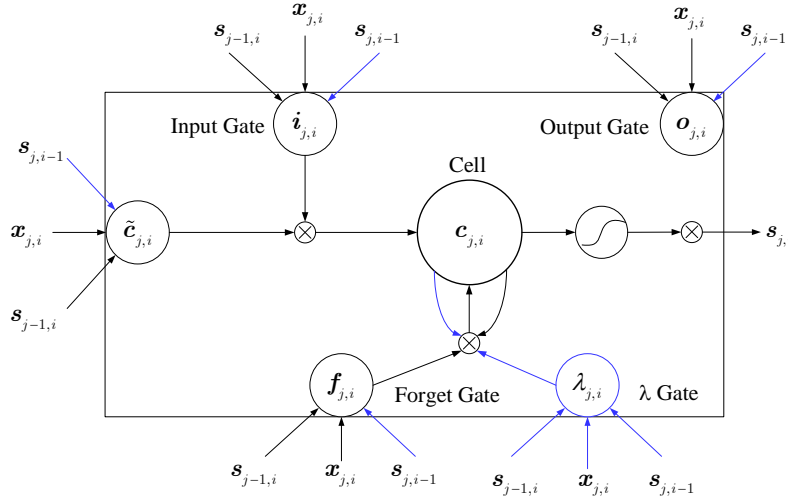 x_{j,i} x_{j,i}
s_{j−1,i} s_{j,i−1} s_{j−1,i} s_{j,i−1}
Input Gate i_{j,i} Output Gate o_{j,i}
s_{j,i−1} Cell
x_{j,i} c̃_{j,i} c_{j,i} s_{j,
s_{j−1,i}
f_{j,i} Forget Gate λ_{j,i} λ Gate
s_{j−1,i} x_{j,i} s_{j,i−1} s_{j−1,i} x_{j,i} s_{j,i−1}